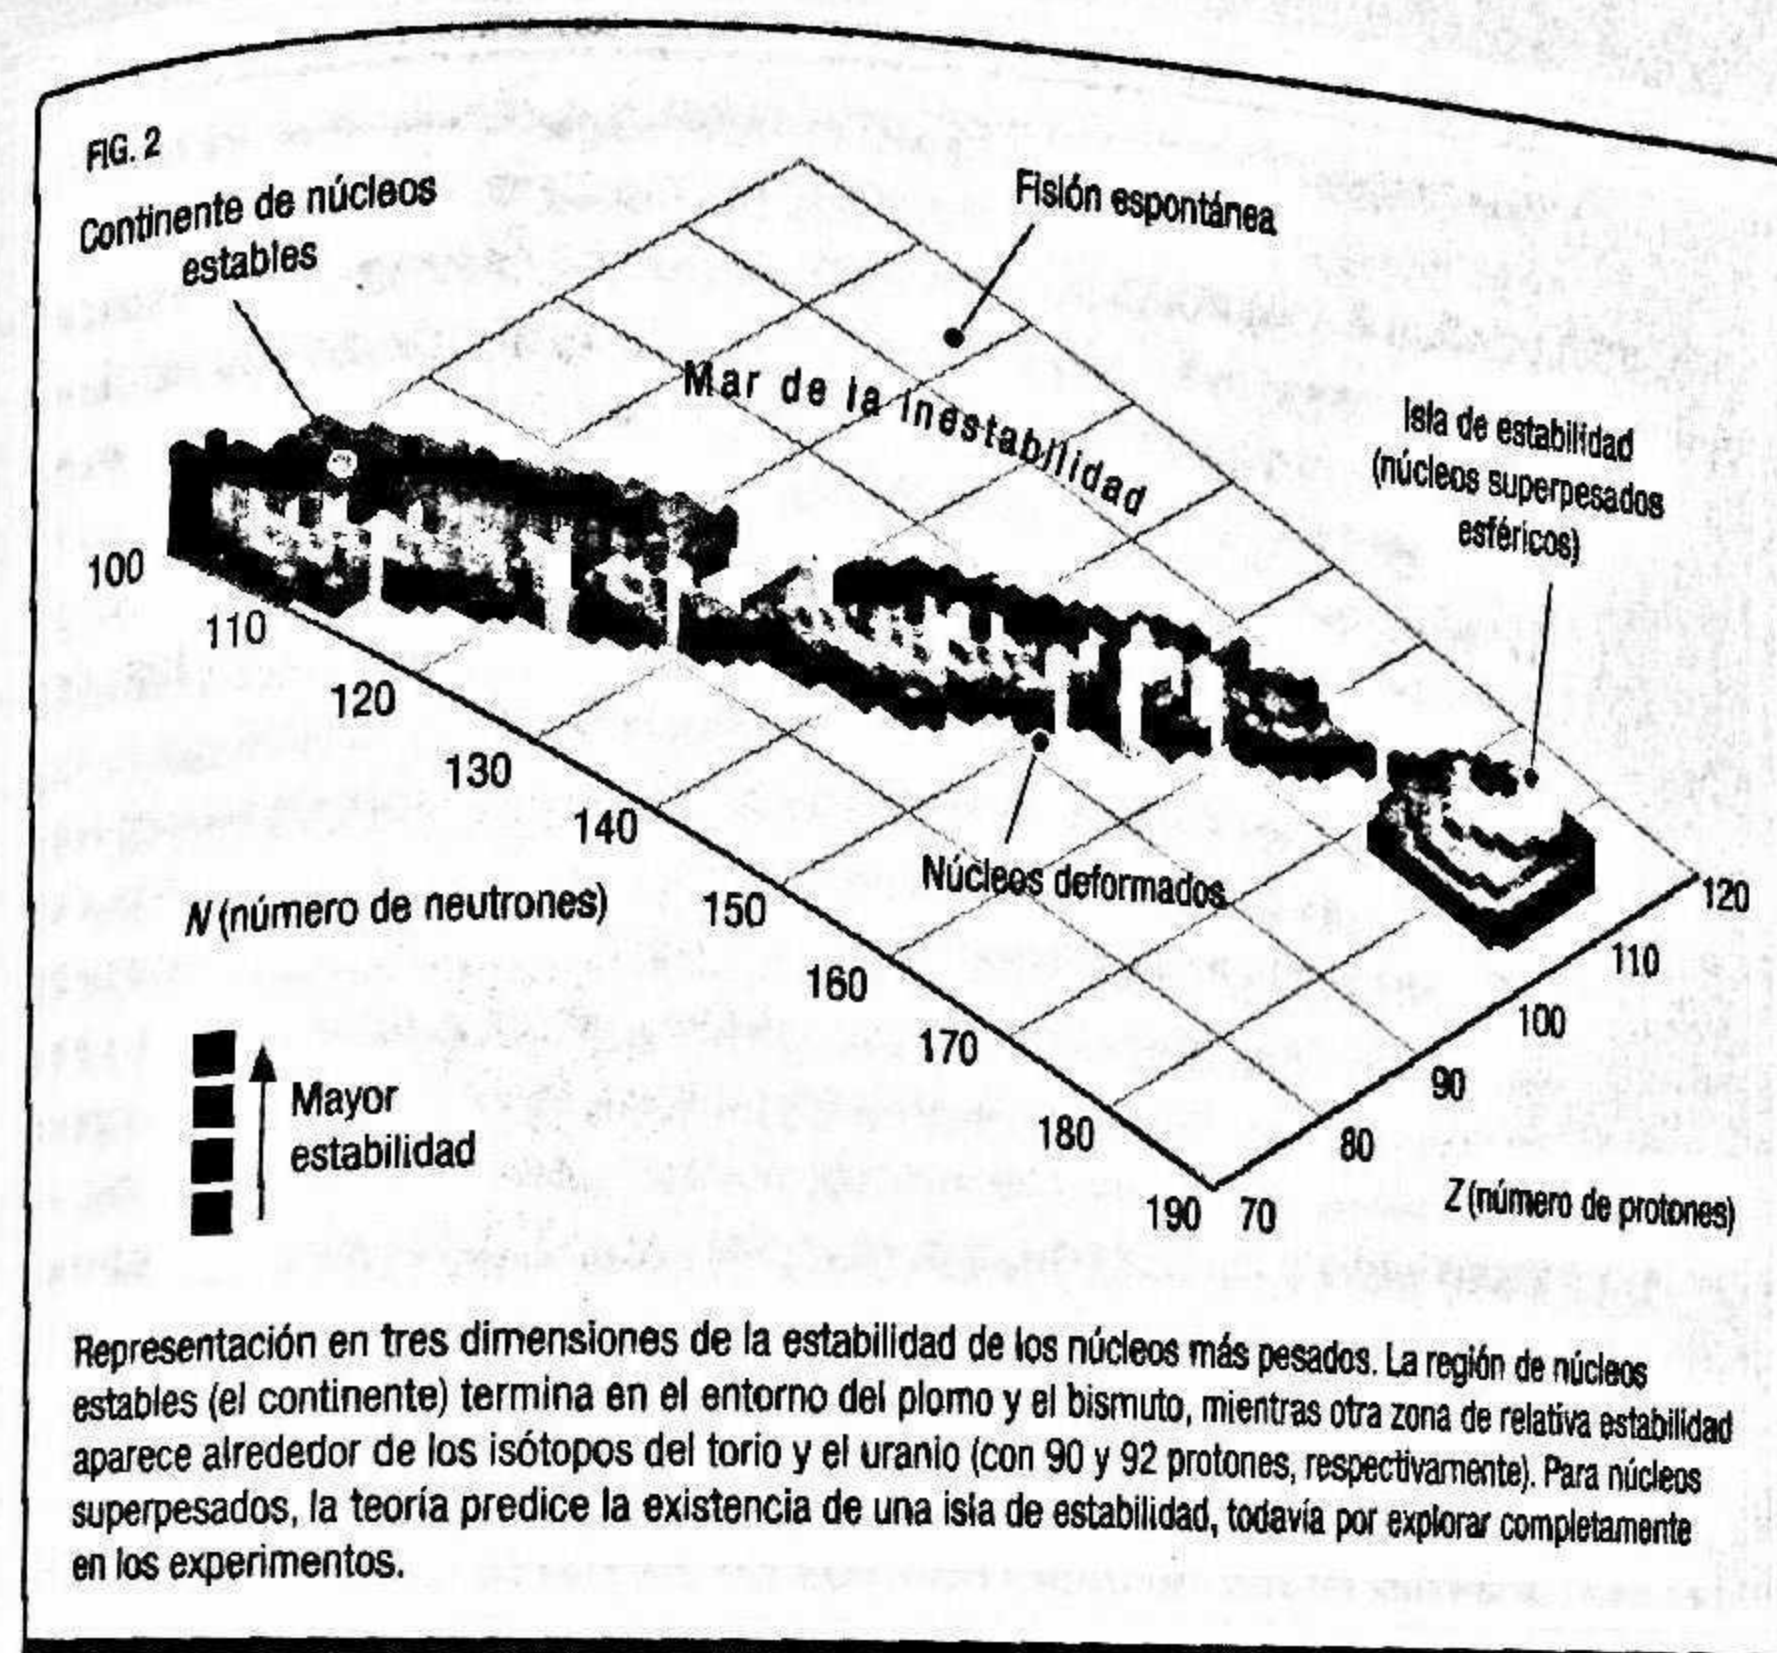 FIG. 2
Continente de núcleos
estables
Fisión espontánea
Mar de la inestabilidad
Isla de estabilidad
(núcleos superpesados
esféricos)
100
110
120
130
140
150
160
170
180
190
Núcleos deformados
N (número de neutrones)
70
80
90
100
110
120
Z (número de protones)
Mayor
estabilidad
Representación en tres dimensiones de la estabilidad de los núcleos más pesados. La región de núcleos
estables (el continente) termina en el entorno del plomo y el bismuto, mientras otra zona de relativa estabilidad
aparece alrededor de los isótopos del torio y el uranio (con 90 y 92 protones, respectivamente). Para núcleos
superpesados, la teoría predice la existencia de una isla de estabilidad, todavía por explorar completamente
en los experimentos.